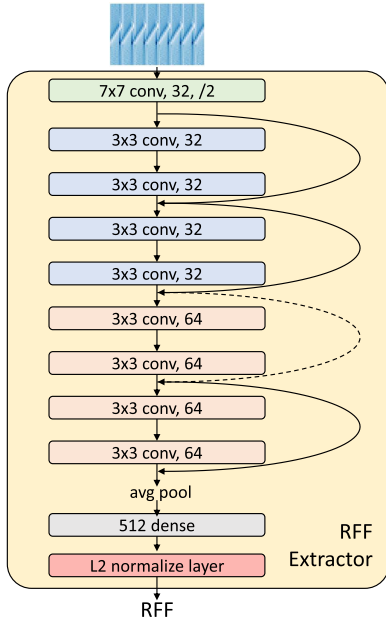 7x7 conv, 32, /2
3x3 conv, 32
3x3 conv, 32
3x3 conv, 32
3x3 conv, 32
3x3 conv, 64
3x3 conv, 64
3x3 conv, 64
3x3 conv, 64
avg pool
512 dense
L2 normalize layer
RFF
Extractor
RFF